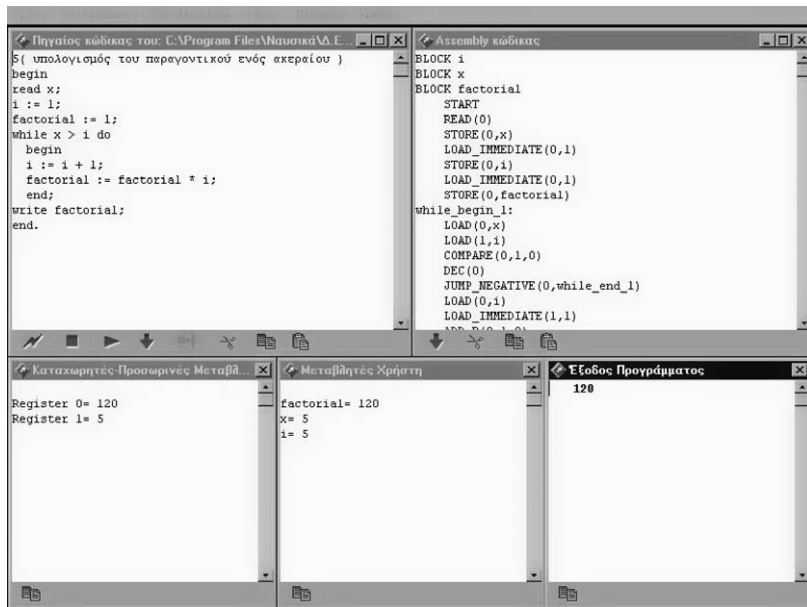 Πηγαίος κώδικας του: C:\Program Files\Ναυσικά\Δ.Ε...
5{ υπολογισμός του παραγοντικού ενός ακεραίου }
begin
read x;
i := 1;
factorial := 1;
while x > i do
begin
i := i + 1;
factorial := factorial * i;
end;
write factorial;
end.
Assembly κώδικας
BLOCK i
BLOCK x
BLOCK factorial
START
READ(0)
STORE(0,x)
LOAD_IMMEDIATE(0,1)
STORE(0,i)
LOAD_IMMEDIATE(0,1)
STORE(0,factorial)
while_begin_1:
LOAD(0,x)
LOAD(1,i)
COMPARE(0,1,0)
DEC(0)
JUMP_NEGATIVE(0,while_end_1)
LOAD(0,i)
LOAD_IMMEDIATE(1,1)
Καταχωρητές-Προσωρινές Μεταβλ...
Register 0= 120
Register 1= 5
Μεταβλητές Χρήστη
factorial= 120
x= 5
i= 5
Έξοδος Προγράμματος
120